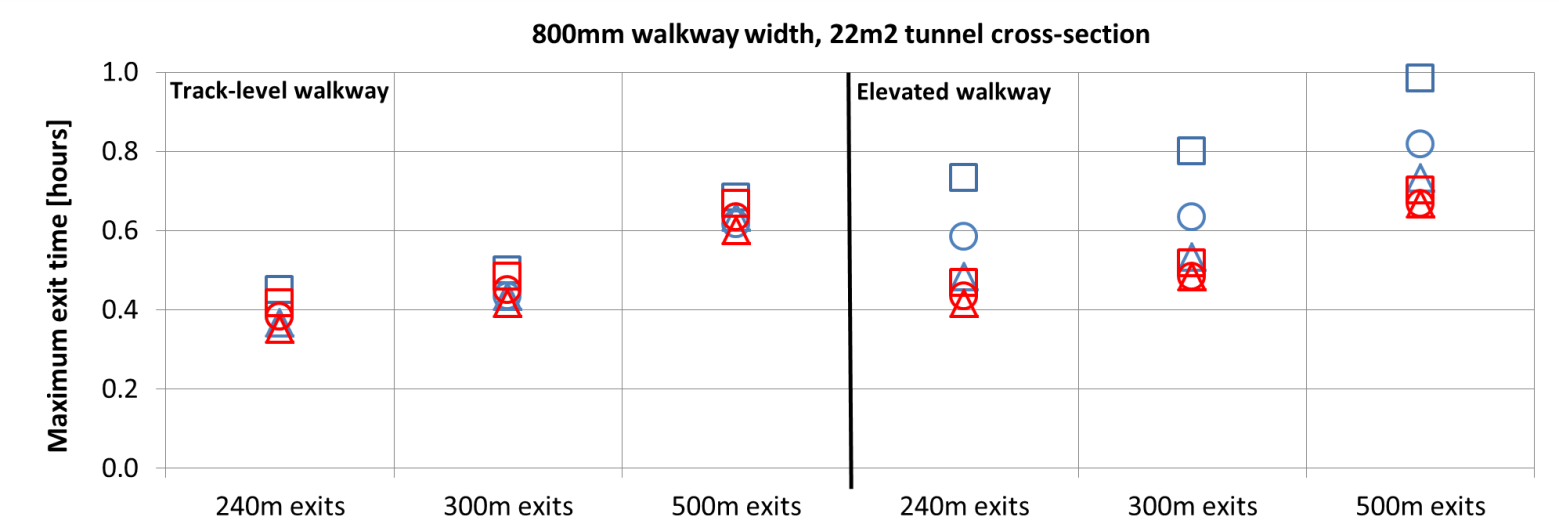 800mm walkway width, 22m2 tunnel cross-section
Maximum exit time [hours]
1.0
0.8
0.6
0.4
0.2
0.0
Track-level walkway
Elevated walkway
240m exits
300m exits
500m exits
240m exits
300m exits
500m exits